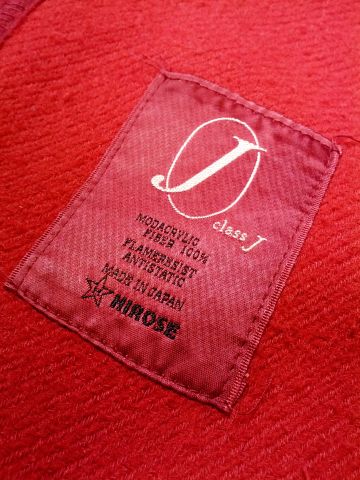 J
class J
MODACRYLIC
FIBER 100%
FLAMERESIST
ANTISTATIC
MADE IN JAPAN
HIROSE